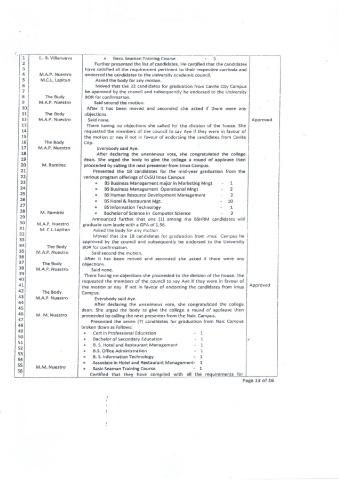 1 E. B. Villanueva • Basic Seaman Training Course - 5
2 Further presented the list of candidates. He certified that the candidates
3 have satisfied all the requirement pertinent to their respective curricula and
4 M.A.P. Nuestro endorsed the candidates to the university academic council.
5 M.C.L. Lapitan Asked the body for any motion.
6 Moved that the 32 candidates for graduation from Cavite City Campus
7 be approved by the council and subsequently be endorsed to the University
8 The Body BOR for confirmation.
9 M.A.P. Nuestro Said second the motion.
10 After it has been moved and seconded she asked if there were any
11 The Body objections.
12 M.A.P. Nuestro Said none. Approved
13 There having no objections she called for the division of the house. She
14 requested the members of the council to say Aye if they were in favour of
15 the motion or nay if not in favour of endorsing the candidates from Cavite
16 The Body City.
17 M.A.P. Nuestro Everybody said Aye.
18 After declaring the unanimous vote, she congratulated the college
19 dean. She urged the body to give the college a round of applause then
20 M. Ramirez proceeded by calling the next presenter from Imus Campus.
21 Presented the 18 candidates for the mid-year graduation from the
22 various program offerings of CvSU Imus Campus
23 • BS Business Management major in Marketing Mngt - 1
24 • BS Business Management Operational Mngt - 2
25 • BS Human Resource Development Management - 2
26 • BS Hotel & Restaurant Mgt. - 10
27 • BS Information Technology - 1
28 M. Ramirez • Bachelor of Science in Computer Science 2
29 Announced further that one (1) among the BSHRM candidates will
30 M.A.P. Nuestro graduate cum laude with a GPA of 1.56.
31 M. C.L.Lapitan Asked the body for any motion
32 Moved that the 18 candidates for graduation from Imus Campus be
33 approved by the council and subsequently be endorsed to the University
34 The Body BOR for confirmation.
35 M.A.P. Nuestro Said second the motion.
36 After it has been moved and seconded she asked if there were any
37 The Body objections.
38 M.A.P. Nuestro Said none.
39 There having no objections she proceeded to the division of the house. She
40 requested the members of the council to say Aye if they were in favour of
41 the motion or nay if not in favour of endorsing the candidates from Imus Approved
42 The Body Campus.
43 M.A.P. Nuestro Everybody said Aye.
44 After declaring the unanimous vote, she congratulated the college
45 dean. She urged the body to give the college a round of applause then
46 M. M. Nuestro proceeded by calling the next presenter from the Naic Campus.
47 Presented the seven (7) candidates for graduation from Naic Campus
48 broken down as follows:
49 • Cert in Professional Education - 1
50 • Bachelor of Secondary Education - 1
51 • B. S. Hotel and Restaurant Management - 1
52 • B.S. Office Administration - 1
53 • B. S. Information Technology - 1
54 • Associate in Hotel and Restaurant Management- 1
55 M.M. Nuestro • Basic Seaman Training Course - 1
56 Certified that they have complied with all the requirements for
Page 13 of 16